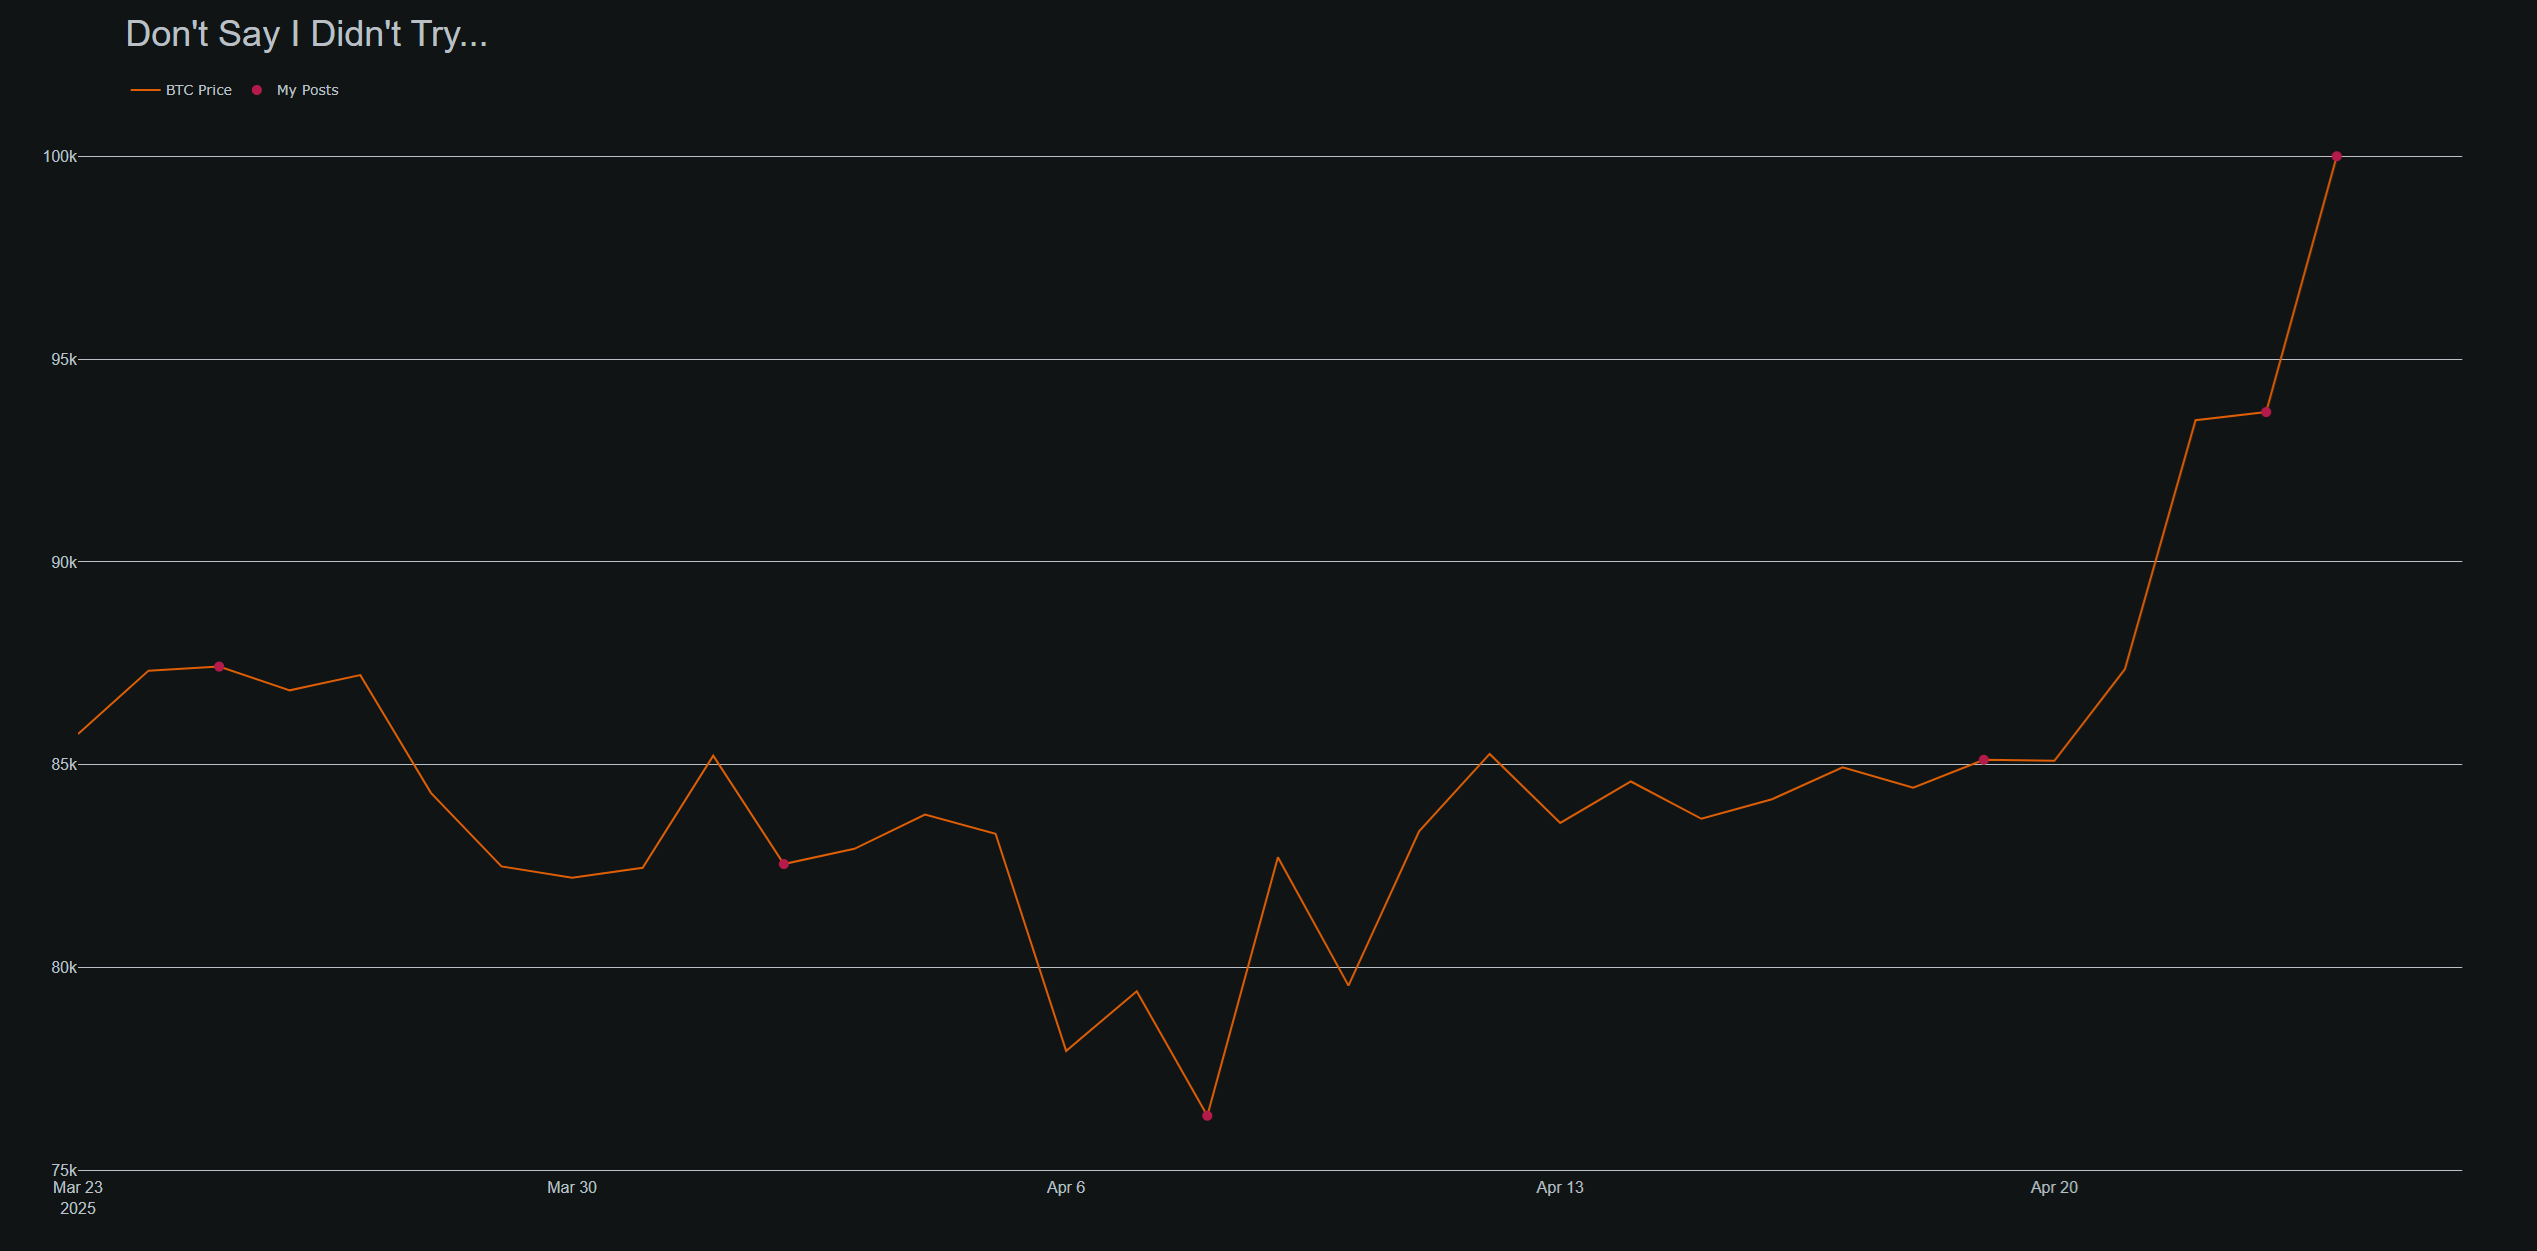 Don't Say I Didn't Try...
BTC Price My Posts
100k
95k
90k
85k
80k
75k
Mar 23 Mar 30 Apr 6 Apr 13 Apr 20
2025